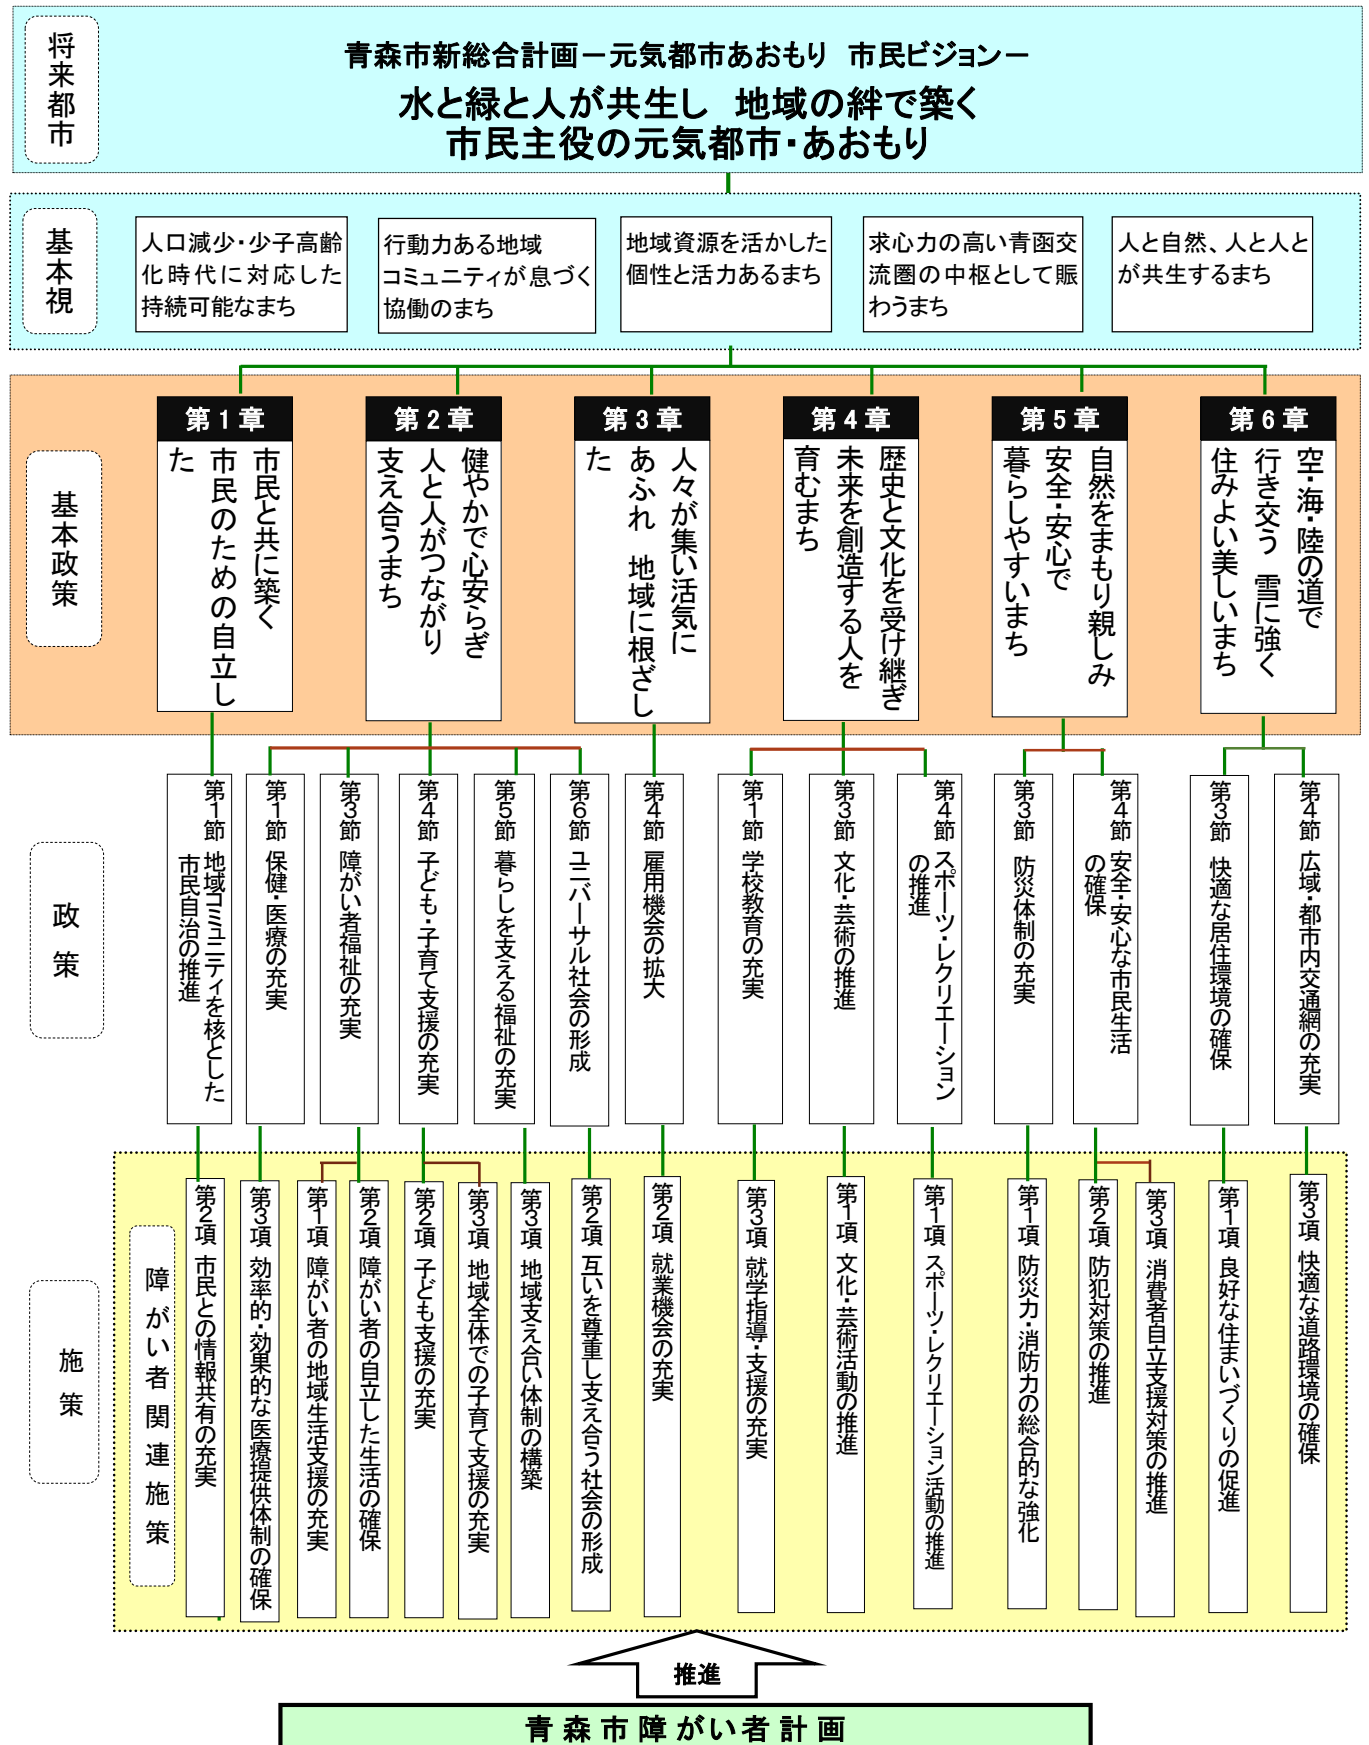 将来都市
青森市新総合計画－元気都市あおもり　市民ビジョン－
水と緑と人が共生し　地域の絆で築く
市民主役の元気都市・あおもり
基本視
人口減少・少子高齢
化時代に対応した
持続可能なまち
行動力ある地域
コミュニティが息づく
協働のまち
地域資源を活かした
個性と活力あるまち
求心力の高い青函交
流圏の中枢として賑
わうまち
人と自然、人と人と
が共生するまち
基本政策
第１章
市民と共に築く
市民のための自立し
た
第２章
健やかで心安らぎ
人と人がつながり
支え合うまち
第３章
人々が集い活気に
あふれ　地域に根ざし
た
第４章
歴史と文化を受け継ぎ
未来を創造する人を
育むまち
第５章
自然をまもり親しみ
安全・安心で
暮らしやすいまち
第６章
空・海・陸の道で
行き交う　雪に強く
住みよい美しいまち
政策
第１節　地域コミュニティを核とした
市民自治の推進
第１節　保健・医療の充実
第３節　障がい者福祉の充実
第４節　子ども・子育て支援の充実
第５節　暮らしを支える福祉の充実
第６節　ユニバーサル社会の形成
第４節　雇用機会の拡大
第１節　学校教育の充実
第３節　文化・芸術の推進
第４節　スポーツ・レクリエーション
の推進
第３節　防災体制の充実
第４節　安全・安心な市民生活
の確保
第３節　快適な居住環境の確保
第４節　広域・都市内交通網の充実
施策
障がい者関連施策
第２項　市民との情報共有の充実
第３項　効率的・効果的な医療提供体制の確保
第１項　障がい者の地域生活支援の充実
第２項　障がい者の自立した生活の確保
第２項　子ども支援の充実
第３項　地域全体での子育て支援の充実
第３項　地域支え合い体制の構築
第２項　互いを尊重し支え合う社会の形成
第２項　就業機会の充実
第３項　就学指導・支援の充実
第１項　文化・芸術活動の推進
第１項　スポーツ・レクリエーション活動の推進
第１項　防災力・消防力の総合的な強化
第２項　防犯対策の推進
第３項　消費者自立支援対策の推進
第１項　良好な住まいづくりの促進
第３項　快適な道路環境の確保
推進
青森市障がい者計画